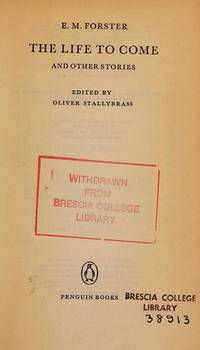 E. M. FORSTER
THE LIFE TO COME
AND OTHER STORIES
EDITED BY
OLIVER STALLYBRASS
WITHDRAWN
FROM
BRESCIA COLLEGE
LIBRARY
PENGUIN BOOKS
BRESCIA COLLEGE
LIBRARY
38913